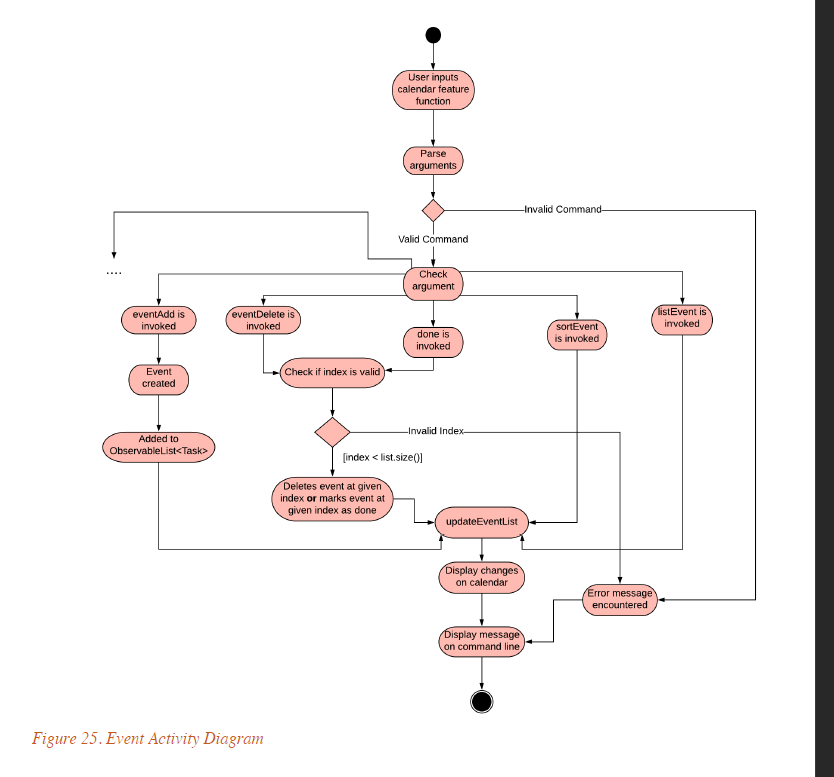 User inputs
calendar feature
function
Parse
arguments
Invalid Command
Valid Command
....
Check
argument
eventAdd is
invoked
eventDelete is
invoked
done is
invoked
sortEvent
is invoked
listEvent is
invoked
Event
created
Check if index is valid
Added to
ObservableList<Task>
Invalid Index
[index < list.size()]
Deletes event at given
index or marks event at
given index as done
updateEventList
Display changes
on calendar
Error message
encountered
Display message
on command line
Figure 25. Event Activity Diagram